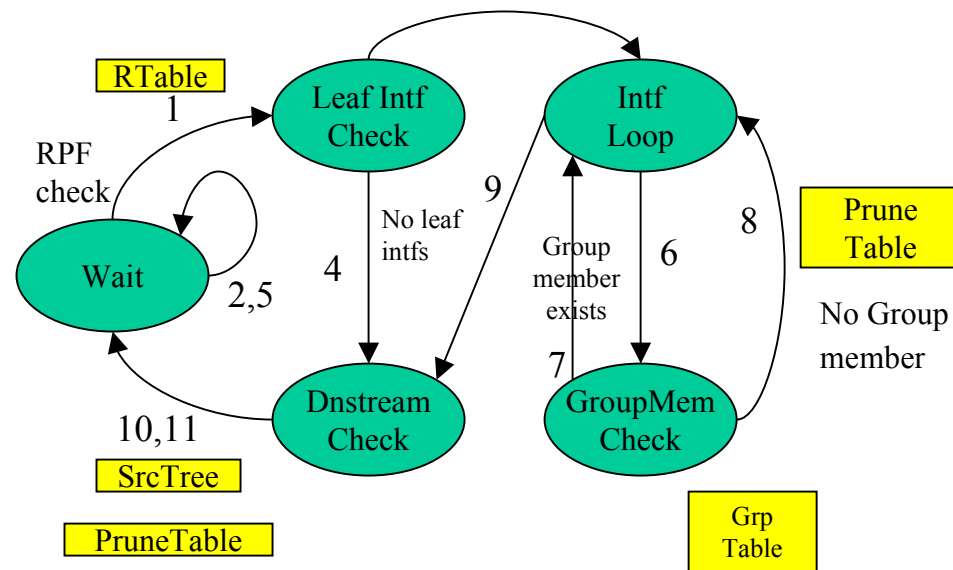 RTable
1
Leaf Intf
Check
Intf
Loop
RPF
check
9
No leaf
intfs
Group
member
exists
8
Prune
Table
Wait
2,5
4
6
No Group
member
7
Dnstream
Check
GroupMem
Check
10,11
SrcTree
PruneTable
Grp
Table